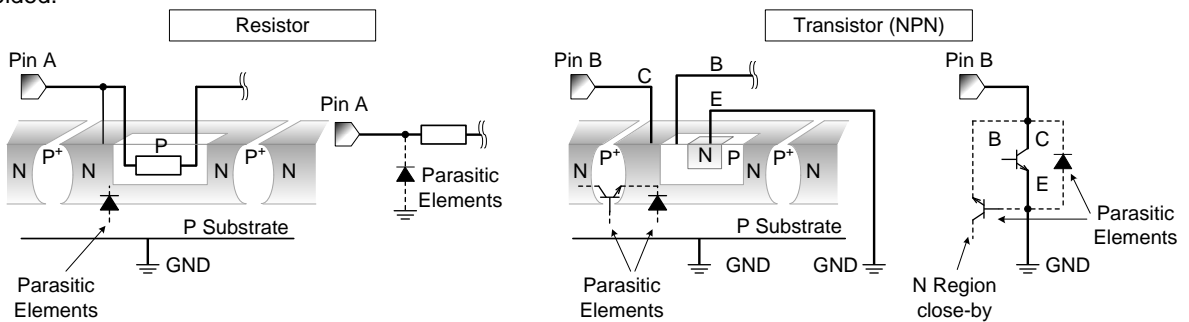 Resistor
Transistor (NPN)
Pin A
Pin B
C
B
E
Pin B
Pin A
N
P+
N
P
N
P+
N
N
P+
N
N
P
P+
N
B
C
E
Parasitic
Elements
P Substrate
GND
Parasitic
Elements
P Substrate
GND
GND
Parasitic
Elements
Parasitic
Elements
GND
N Region
close-by